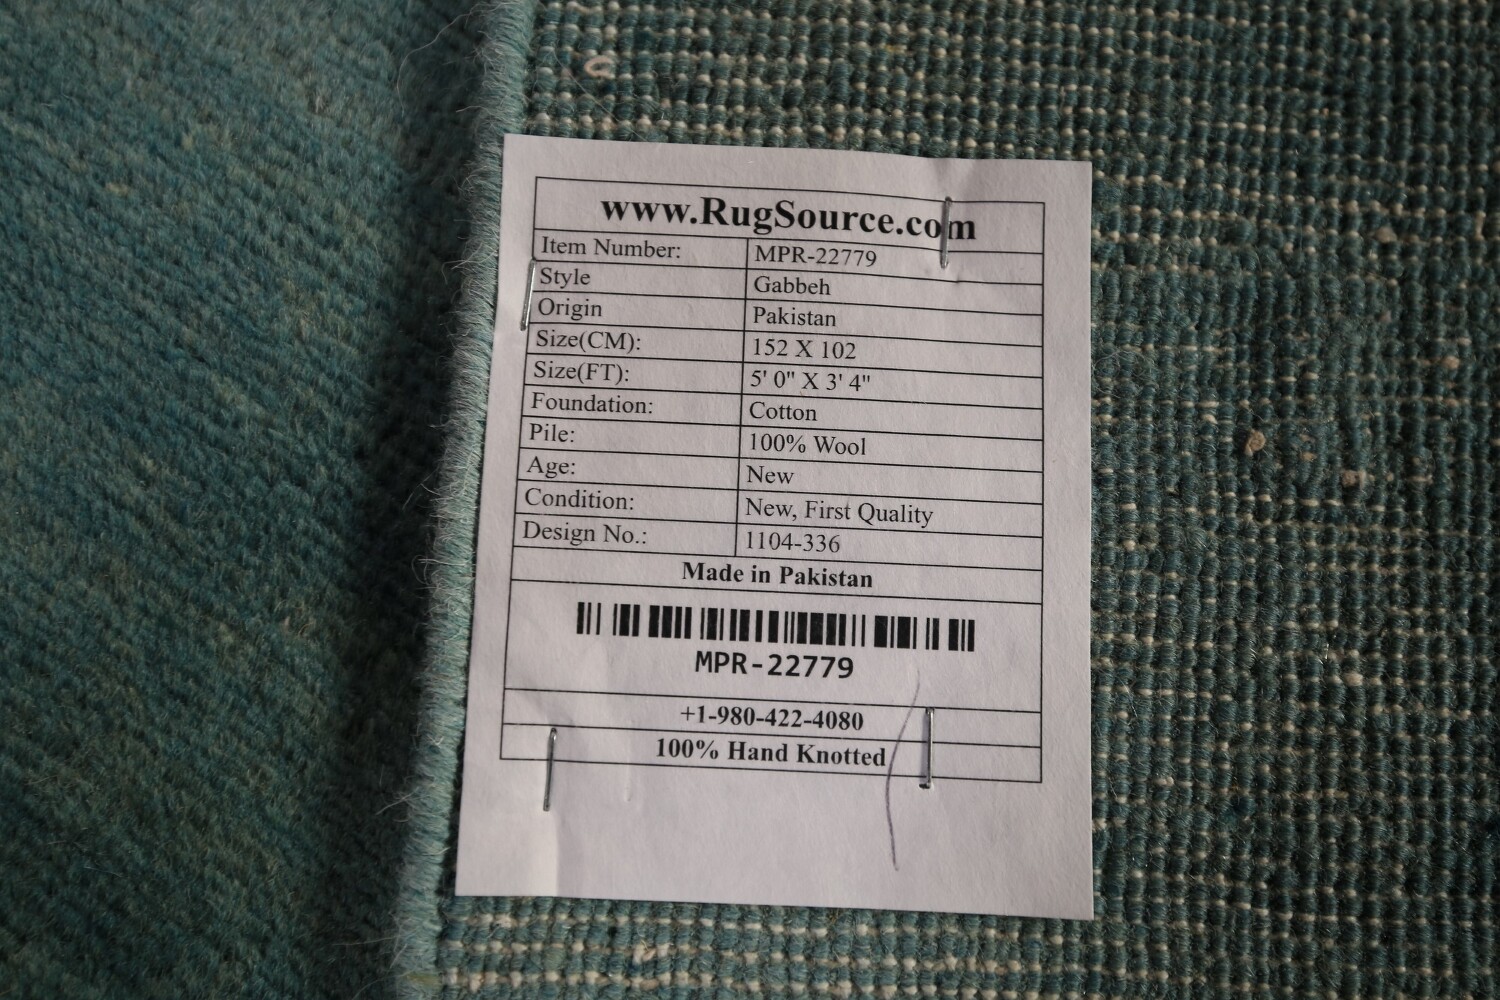 www.RugSource.com
Item Number: MPR-22779
Style Gabbeh
Origin Pakistan
Size(CM): 152 X 102
Size(FT): 5' 0" X 3' 4"
Foundation: Cotton
Pile: 100% Wool
Age: New
Condition: New, First Quality
Design No.: 1104-336
Made in Pakistan
MPR-22779
+1-980-422-4080
100% Hand Knotted